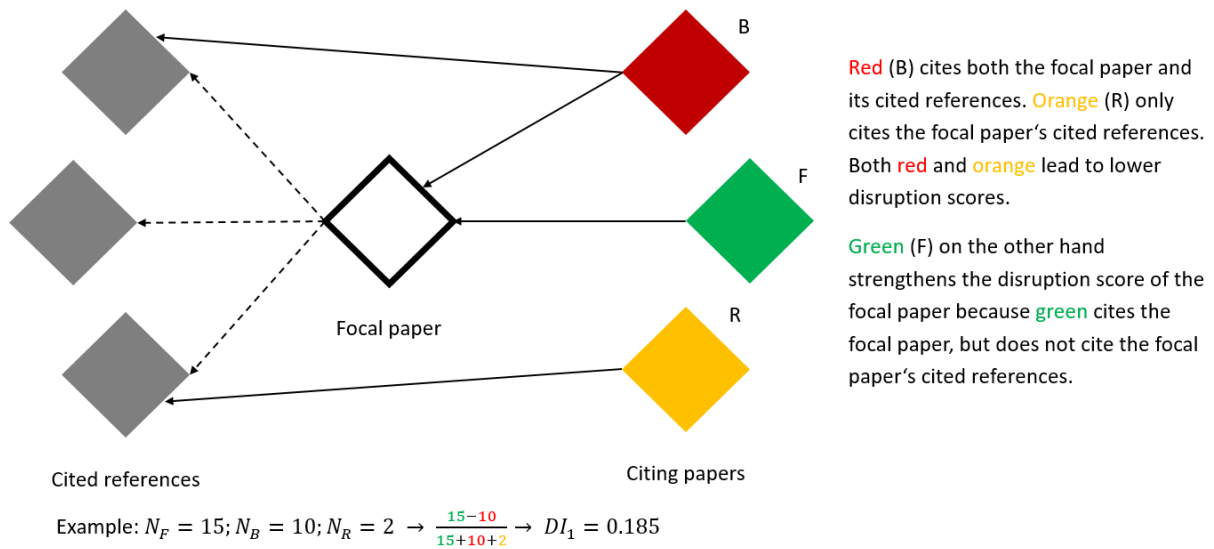 B
Red (B) cites both the focal paper and
its cited references. Orange (R) only
cites the focal paper‘s cited references.
Both red and orange lead to lower
disruption scores.
F
Green (F) on the other hand
strengthens the disruption score of the
focal paper because green cites the
focal paper, but does not cite the focal
paper‘s cited references.
R
Focal paper
Cited references
Citing papers
Example: N_F = 15; N_B = 10; N_R = 2 → (15−10)/(15+10+2) → DI_1 = 0.185